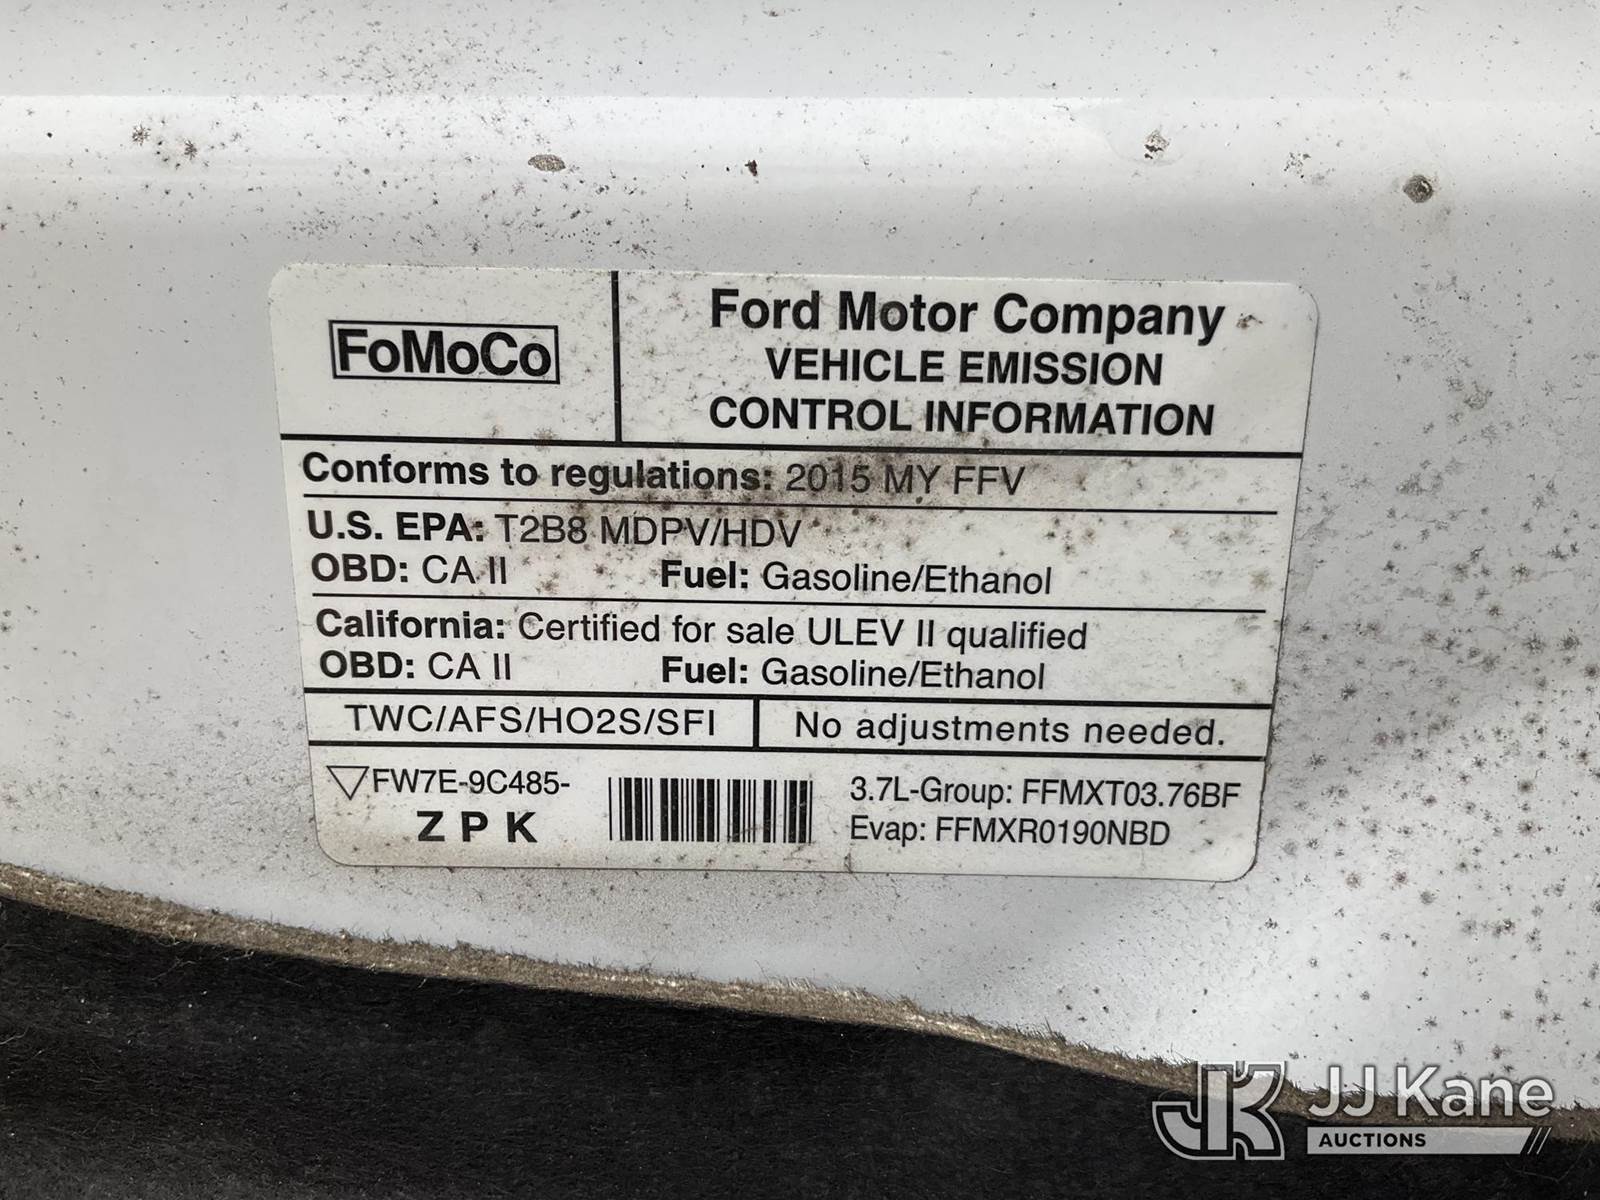 FoMoCo
Ford Motor Company
VEHICLE EMISSION
CONTROL INFORMATION
Conforms to regulations: 2015 MY FFV
U.S. EPA: T2B8 MDPV/HDV
OBD: CA II Fuel: Gasoline/Ethanol
California: Certified for sale ULEV II qualified
OBD: CA II Fuel: Gasoline/Ethanol
TWC/AFS/HO2S/SFI No adjustments needed.
FW7E-9C485-
Z P K
3.7L-Group: FFMXT03.76BF
Evap: FFMXR0190NBD
JK JJ Kane
AUCTIONS